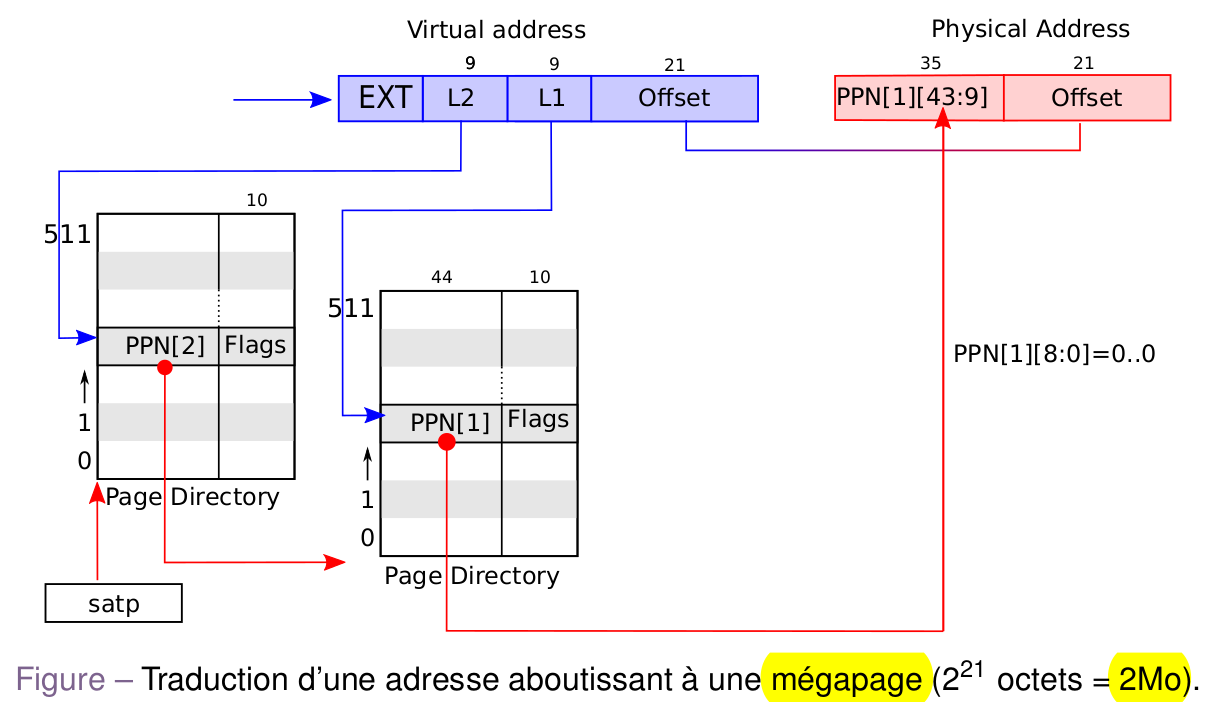 Virtual address
Physical Address
9
9
21
35
21
EXT
L2
L1
Offset
PPN[1][43:9]
Offset
10
511
PPN[2]
Flags
1
0
Page Directory
satp
44
10
511
PPN[1]
Flags
1
0
Page Directory
PPN[1][8:0]=0..0
Figure – Traduction d'une adresse aboutissant à une mégapage (2²¹ octets = 2Mo).